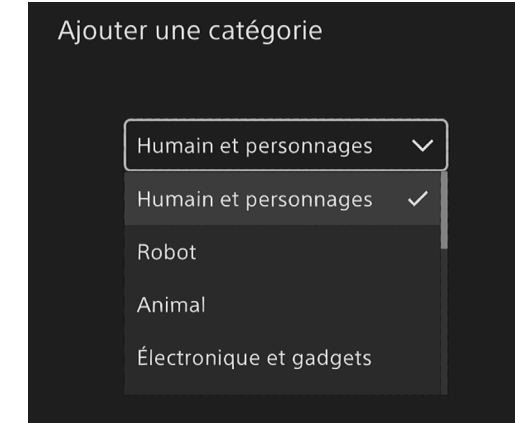 Ajouter une catégorie
Humain et personnages
Humain et personnages
Robot
Animal
Électronique et gadgets